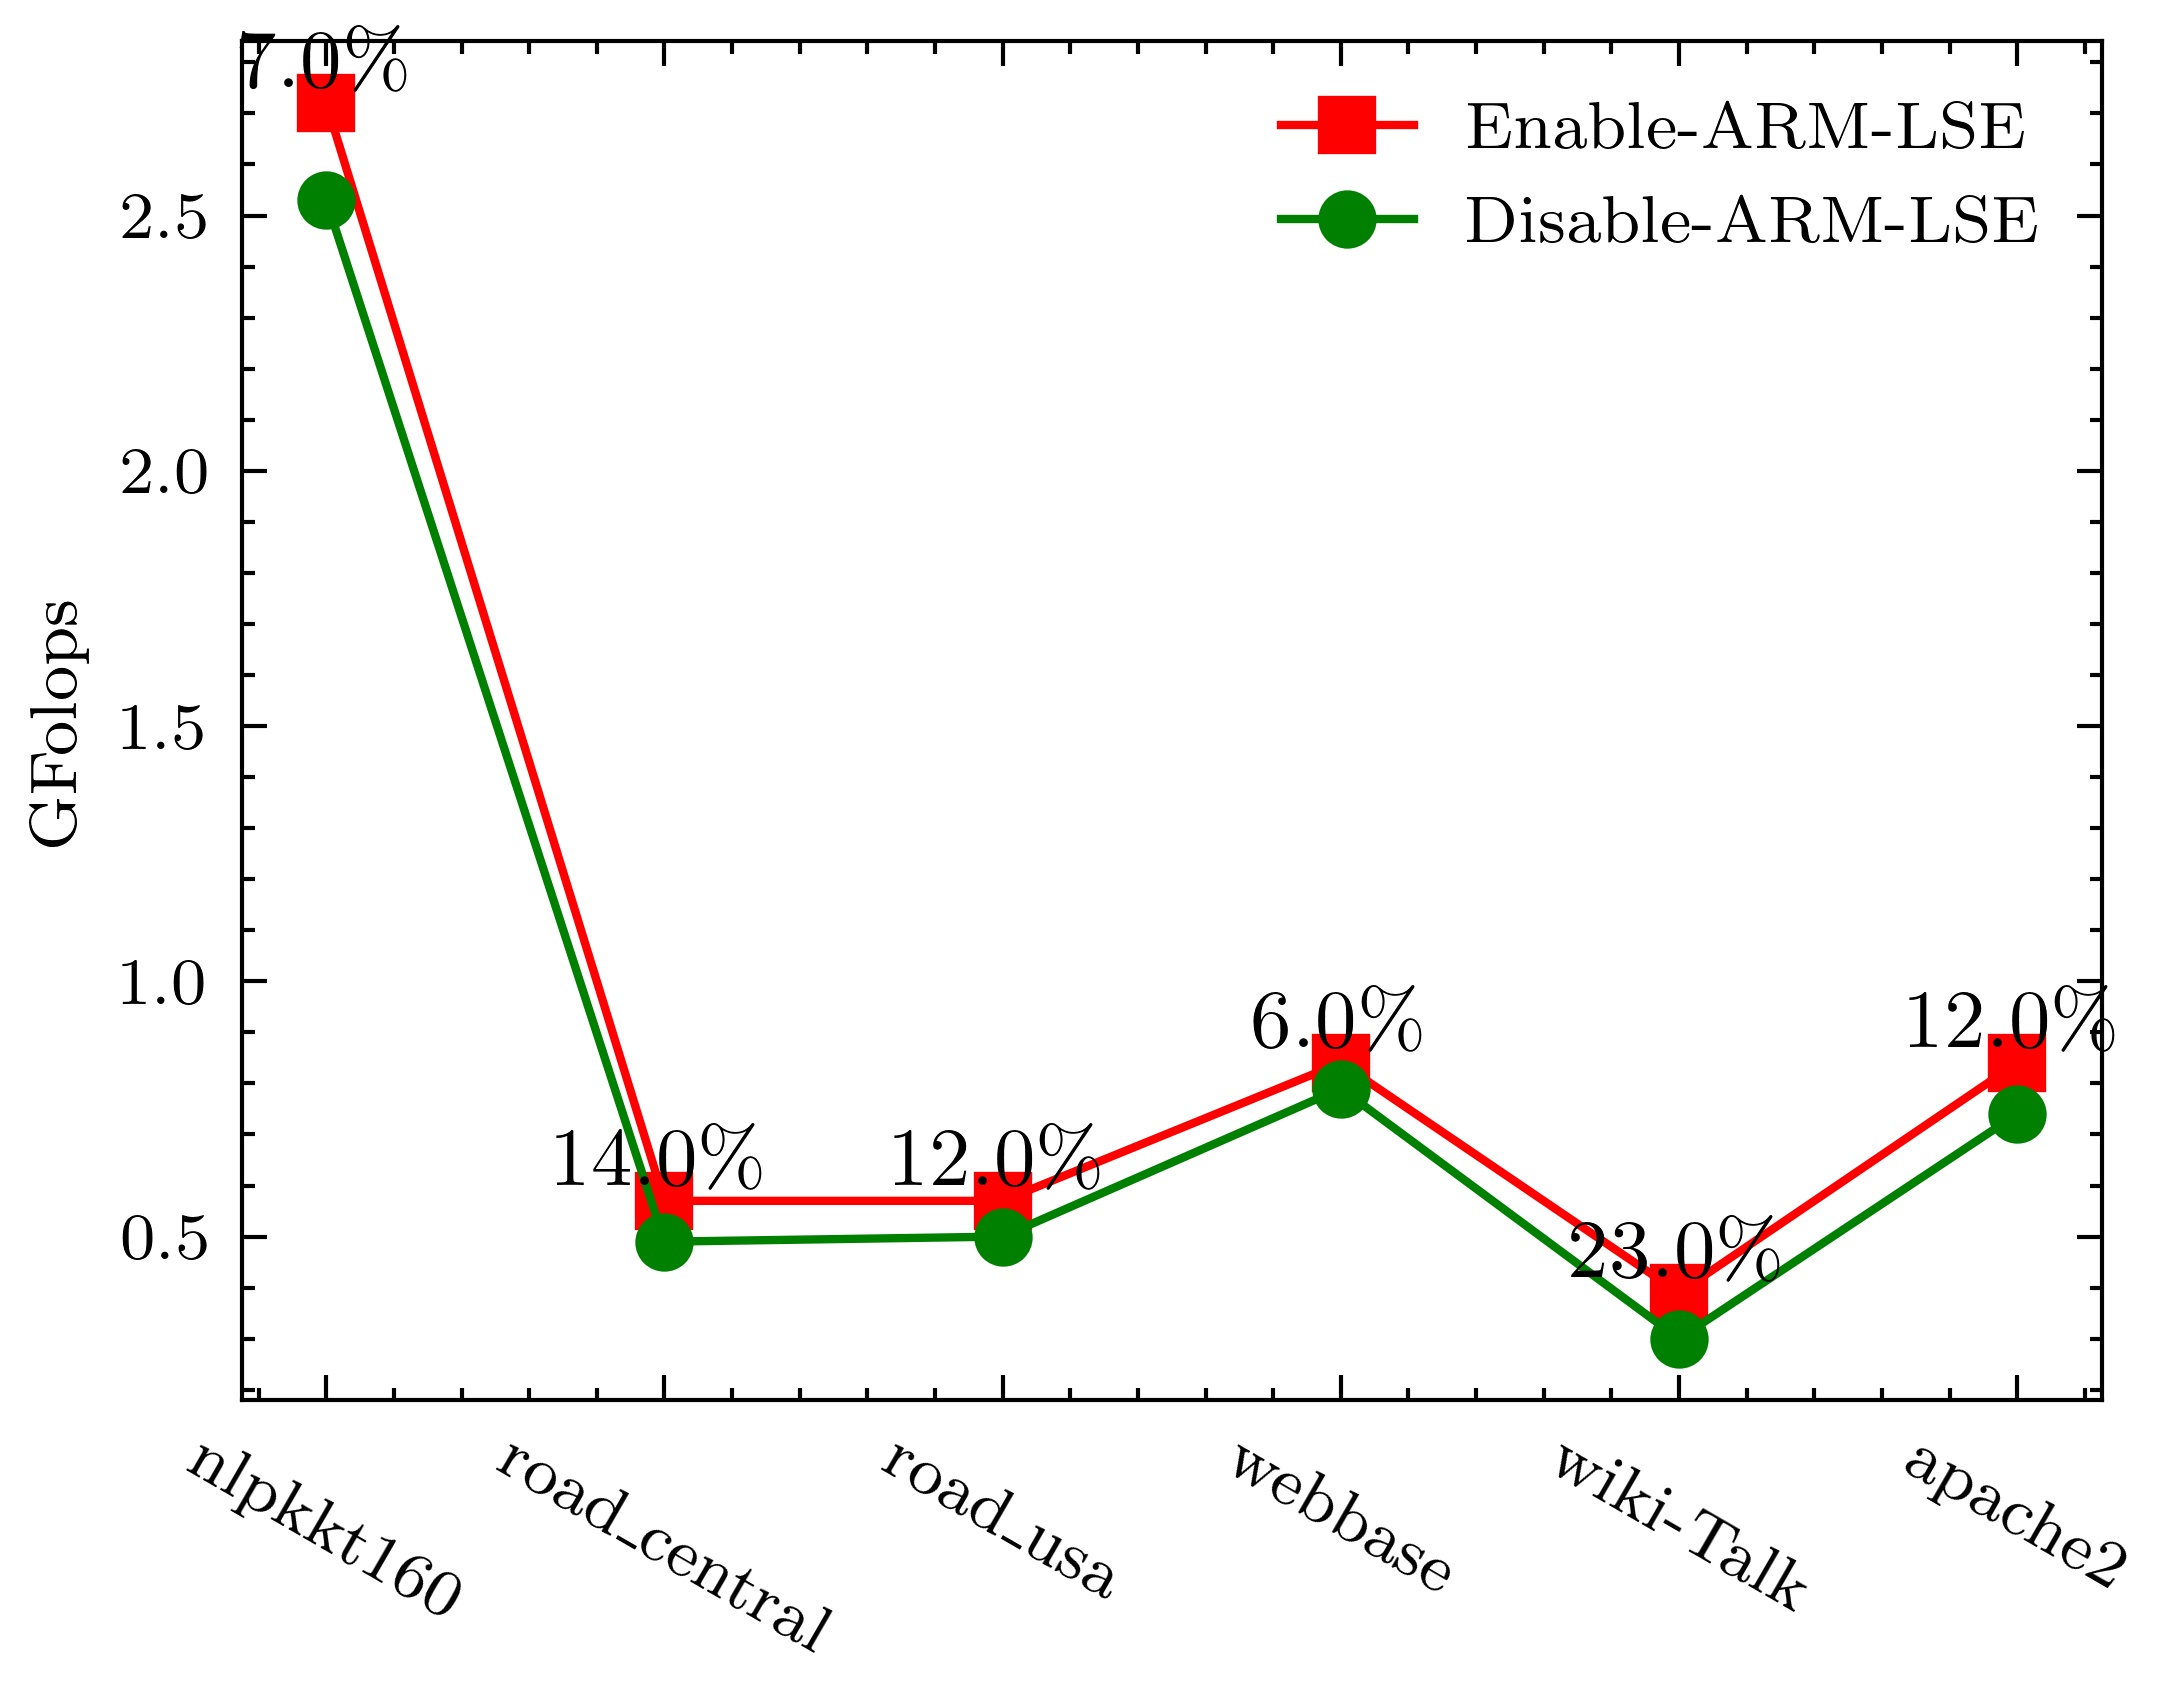 7.0%
Enable-ARM-LSE
Disable-ARM-LSE
2.5
2.0
1.5
1.0
0.5
GFolops
14.0%
12.0%
6.0%
23.0%
12.0%
nlpkkt160
road_central
road_usa
webbase
wiki-Talk
apache2